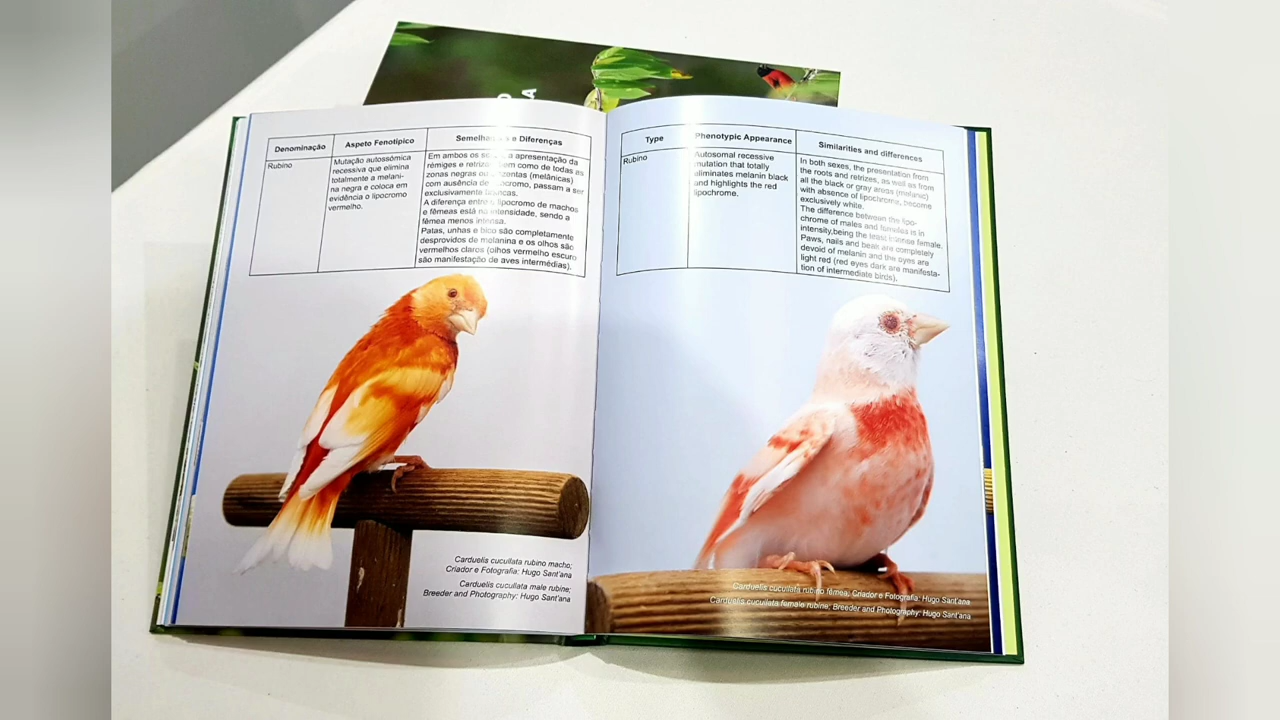 Denominação
Aspeto Fenotípico
e Diferenças
Rubino
Mutação autossómica
recessiva que elimina
totalmente a melani-
na negra e coloca em
evidência o lipocromo
vermelho.
Em ambos os a apresentação da
rémiges e retrizes, bem como de todas as
zonas negras ou cinzentas (melânicas)
com ausência de lipocromo, passam a ser
exclusivamente brancas.
A diferença entre lipocromo de machos
e fêmeas está na intensidade, sendo a
fêmea menos intensa.
Patas, unhas e bico são completamente
desprovidos de melanina e os olhos são
vermelhos claros (olhos vermelho escuro
são manifestação de aves intermédias).
Carduelis cucullata rubino macho;
Criador e Fotografia: Hugo Sant'ana
Carduelis cucullata male rubine;
Breeder and Photography: Hugo Sant'ana
Type
Phenotypic Appearance
Similarities and differences
Rubino
Autosomal recessive
mutation that totally
eliminates melanin black
and highlights the red
lipochrome.
In both sexes, the presentation from
the roots and retrizes, as well as from
all the black or gray areas (melanic)
with absence of lipochrome, become
exclusively white.
The difference between the lipo-
chrome of males and females is in
intensity,being the least intense female.
Paws, nails and beak are completely
devoid of melanin and the eyes are
light red (red eyes dark are manifesta-
tion of intermediate birds).
Carduelis cucullata rubino fêmea; Criador e Fotografia: Hugo Sant'ana
Carduelis cucullata female rubine; Breeder and Photography: Hugo Sant'ana